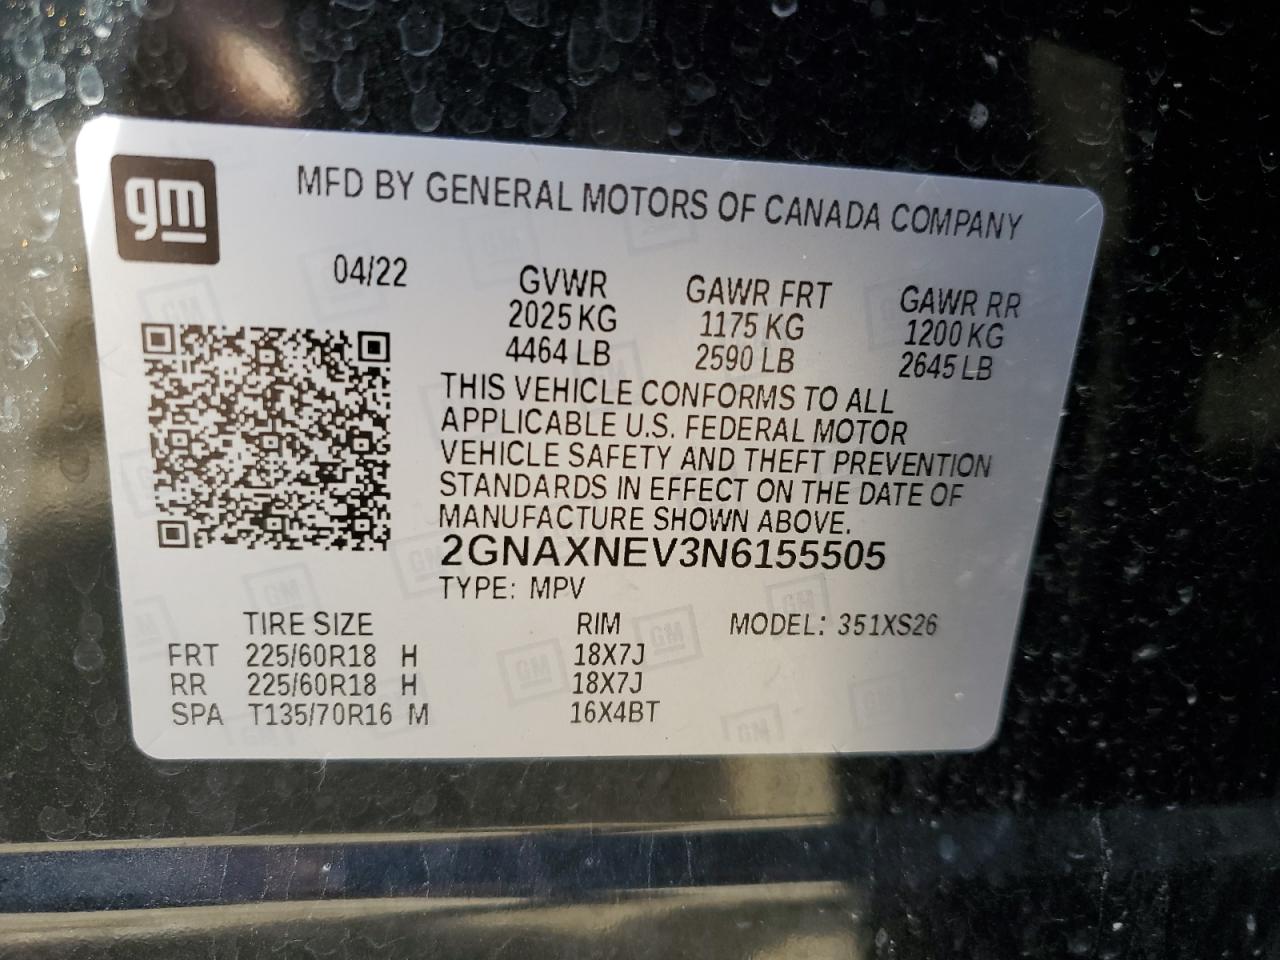 gm
MFD BY GENERAL MOTORS OF CANADA COMPANY
04/22
GVWR
2025 KG
4464 LB
GAWR FRT
1175 KG
2590 LB
GAWR RR
1200 KG
2645 LB
THIS VEHICLE CONFORMS TO ALL
APPLICABLE U.S. FEDERAL MOTOR
VEHICLE SAFETY AND THEFT PREVENTION
STANDARDS IN EFFECT ON THE DATE OF
MANUFACTURE SHOWN ABOVE.
2GNAXNEV3N6155505
TYPE: MPV
TIRE SIZE RIM MODEL: 351XS26
FRT 225/60R18 H 18X7J
RR 225/60R18 H 18X7J
SPA T135/70R16 M 16X4BT